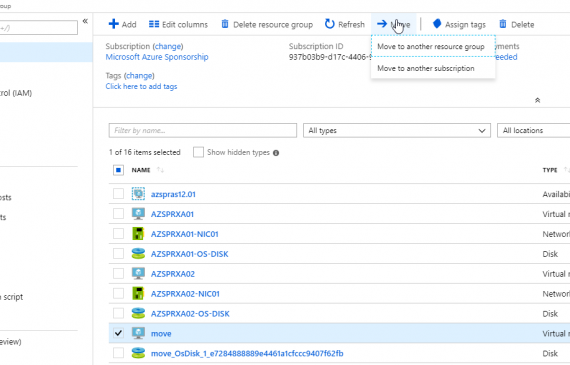 oup
«
~/)
Add Edit columns Delete resource group Refresh Move Assign tags Delete
Subscription (change) Subscription ID
Microsoft Azure Sponsorship 937b03b9-d17c-4406-
Move to another resource group
Move to another subscription
Tags (change)
Click here to add tags
rol (IAM)
Filter by name... All types All locations
1 of 16 items selected Show hidden types
NAME TYPE
azspras12.01 Availabi
AZSPRXA01 Virtual
AZSPRXA01-NIC01 Network
AZSPRXA01-OS-DISK Disk
AZSPRXA02 Virtual
AZSPRXA02-NIC01 Network
AZSPRXA02-OS-DISK Disk
move Virtual
move_OsDisk_1_e7284888889e4461a1cfccc9407f62fb Disk
osts
ts
script
eview)